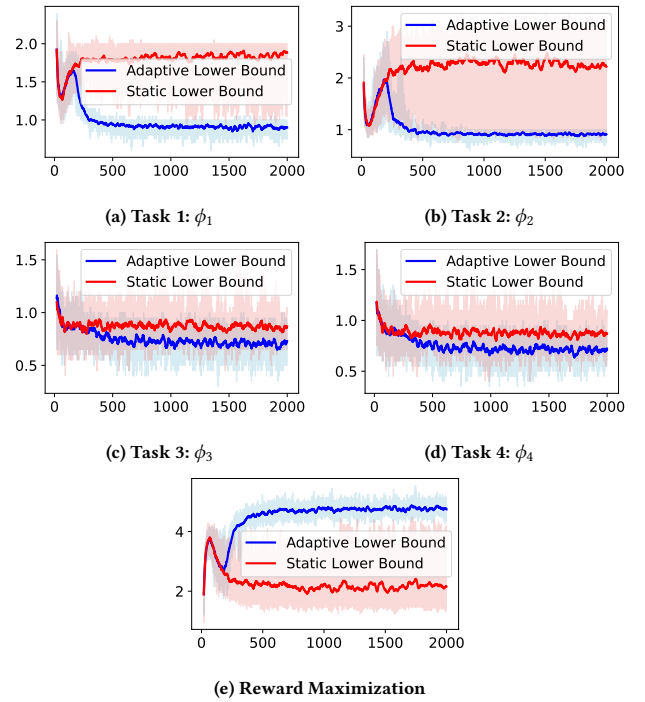 2.0
1.5
1.0
Adaptive Lower Bound
Static Lower Bound
0 500 1000 1500 2000
(a) Task 1: ϕ1
3
2
1
Adaptive Lower Bound
Static Lower Bound
0 500 1000 1500 2000
(b) Task 2: ϕ2
1.5
1.0
0.5
Adaptive Lower Bound
Static Lower Bound
0 500 1000 1500 2000
(c) Task 3: ϕ3
1.5
1.0
0.5
Adaptive Lower Bound
Static Lower Bound
0 500 1000 1500 2000
(d) Task 4: ϕ4
4
2
Adaptive Lower Bound
Static Lower Bound
0 500 1000 1500 2000
(e) Reward Maximization